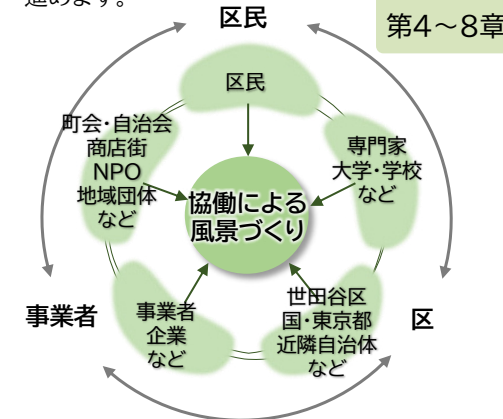 進めます。
第4～8章
区民
区民
町会・自治会
商店街
NPO
地域団体
など
専門家
大学・学校
など
協働による
風景づくり
事業者
事業者
企業
など
世田谷区
国・東京都
近隣自治体
など
区